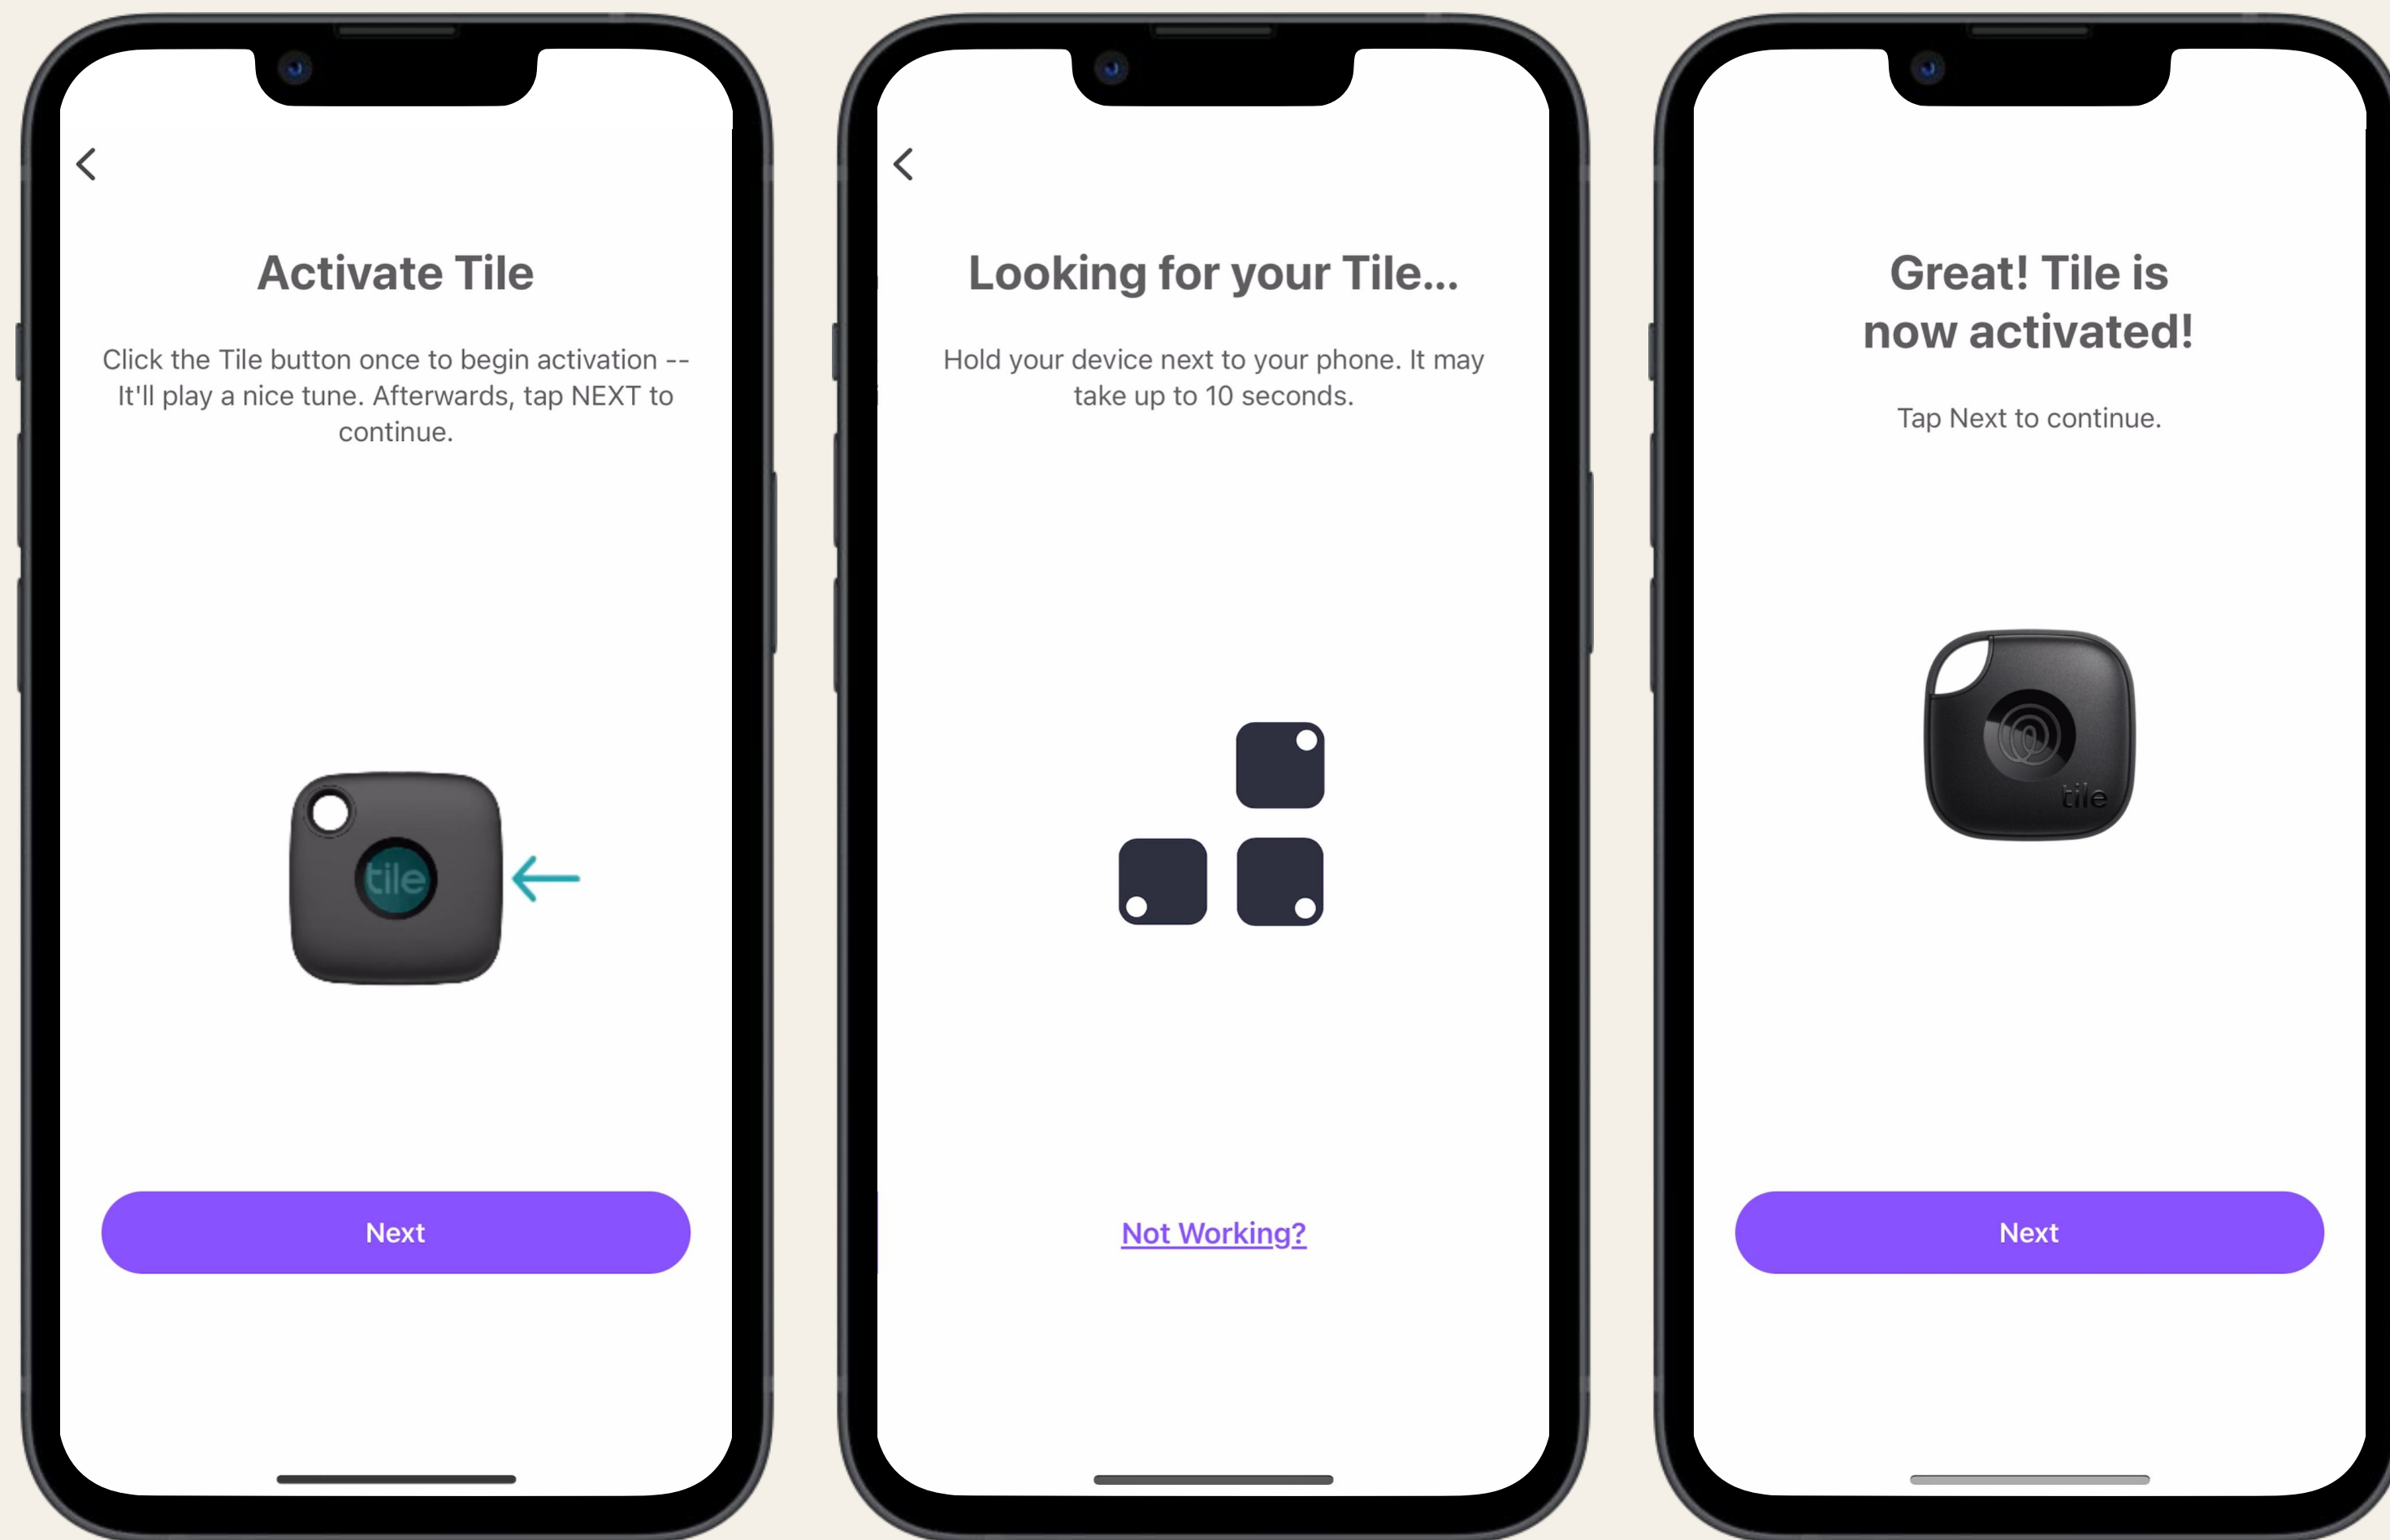 Activate Tile
Click the Tile button once to begin activation --
It'll play a nice tune. Afterwards, tap NEXT to
continue.
tile
Next
Looking for your Tile...
Hold your device next to your phone. It may
take up to 10 seconds.
Not Working?
Great! Tile is
now activated!
Tap Next to continue.
tile
Next